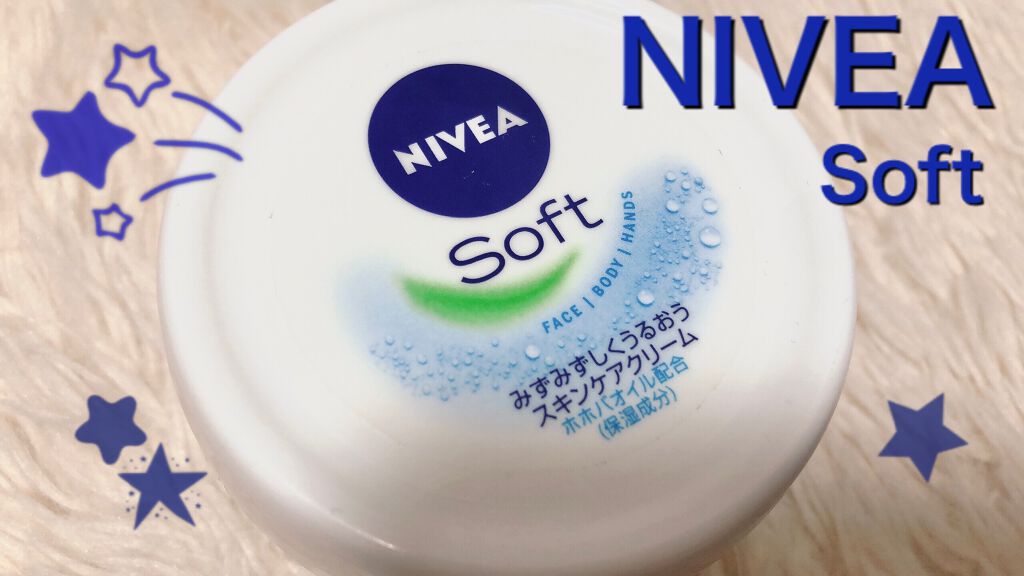 NIVEA
Soft
NIVEA
Soft
FACE | BODY | HANDS
みずみずしくうるおう
スキンケアクリーム
ホホバオイル配合
(保湿成分)